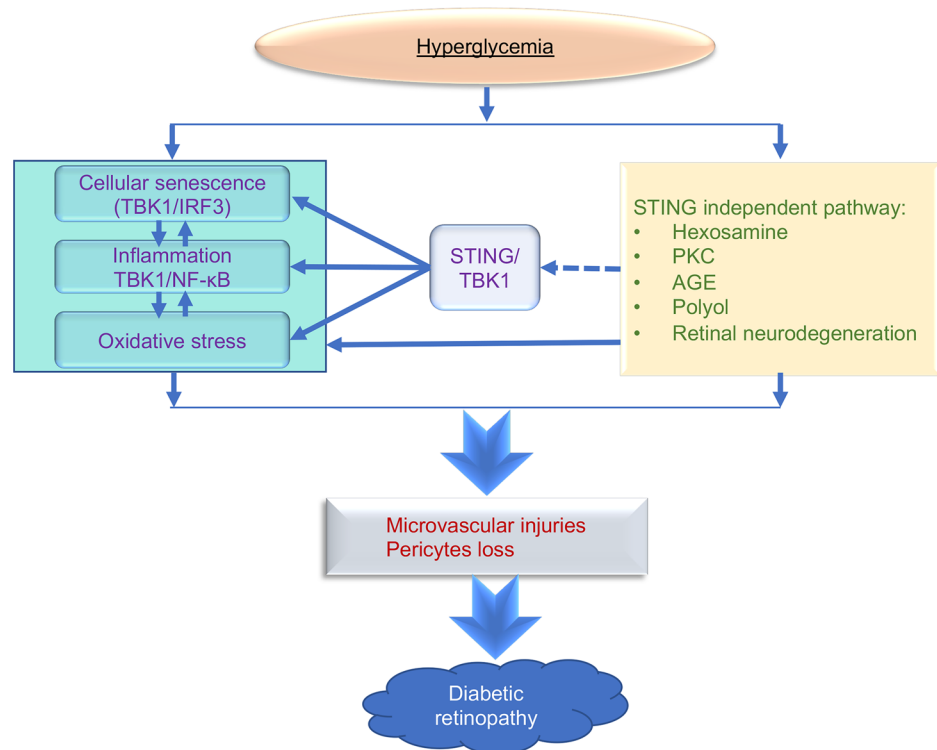 Hyperglycemia
Cellular senescence
(TBK1/IRF3)
Inflammation
TBK1/NF-κB
Oxidative stress
STING/
TBK1
STING independent pathway:
• Hexosamine
• PKC
• AGE
• Polyol
• Retinal neurodegeneration
Microvascular injuries
Pericytes loss
Diabetic
retinopathy